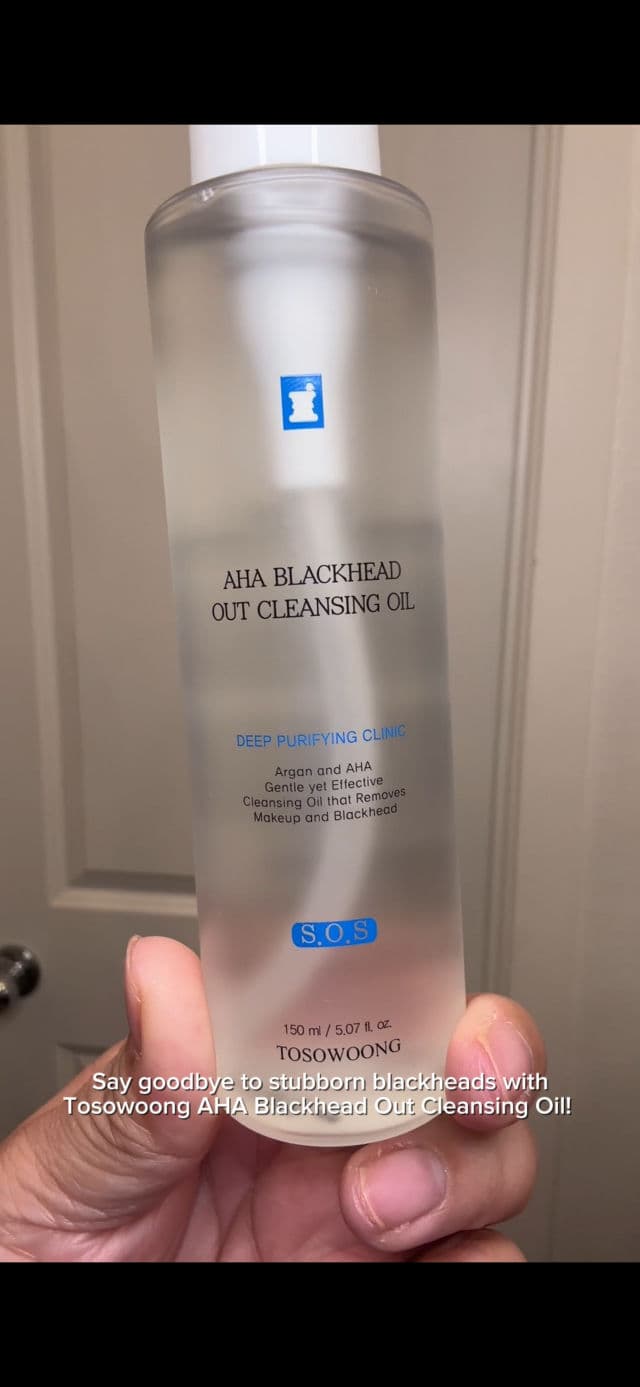 AHA BLACKHEAD
OUT CLEANSING OIL
DEEP PURIFYING CLINIC
Argan and AHA
Gentle yet Effective
Cleansing Oil that Removes
Makeup and Blackhead
S.O.S
150 ml / 5.07 fl. oz.
TOSOWOONG
Say goodbye to stubborn blackheads with
Tosowoong AHA Blackhead Out Cleansing Oil!